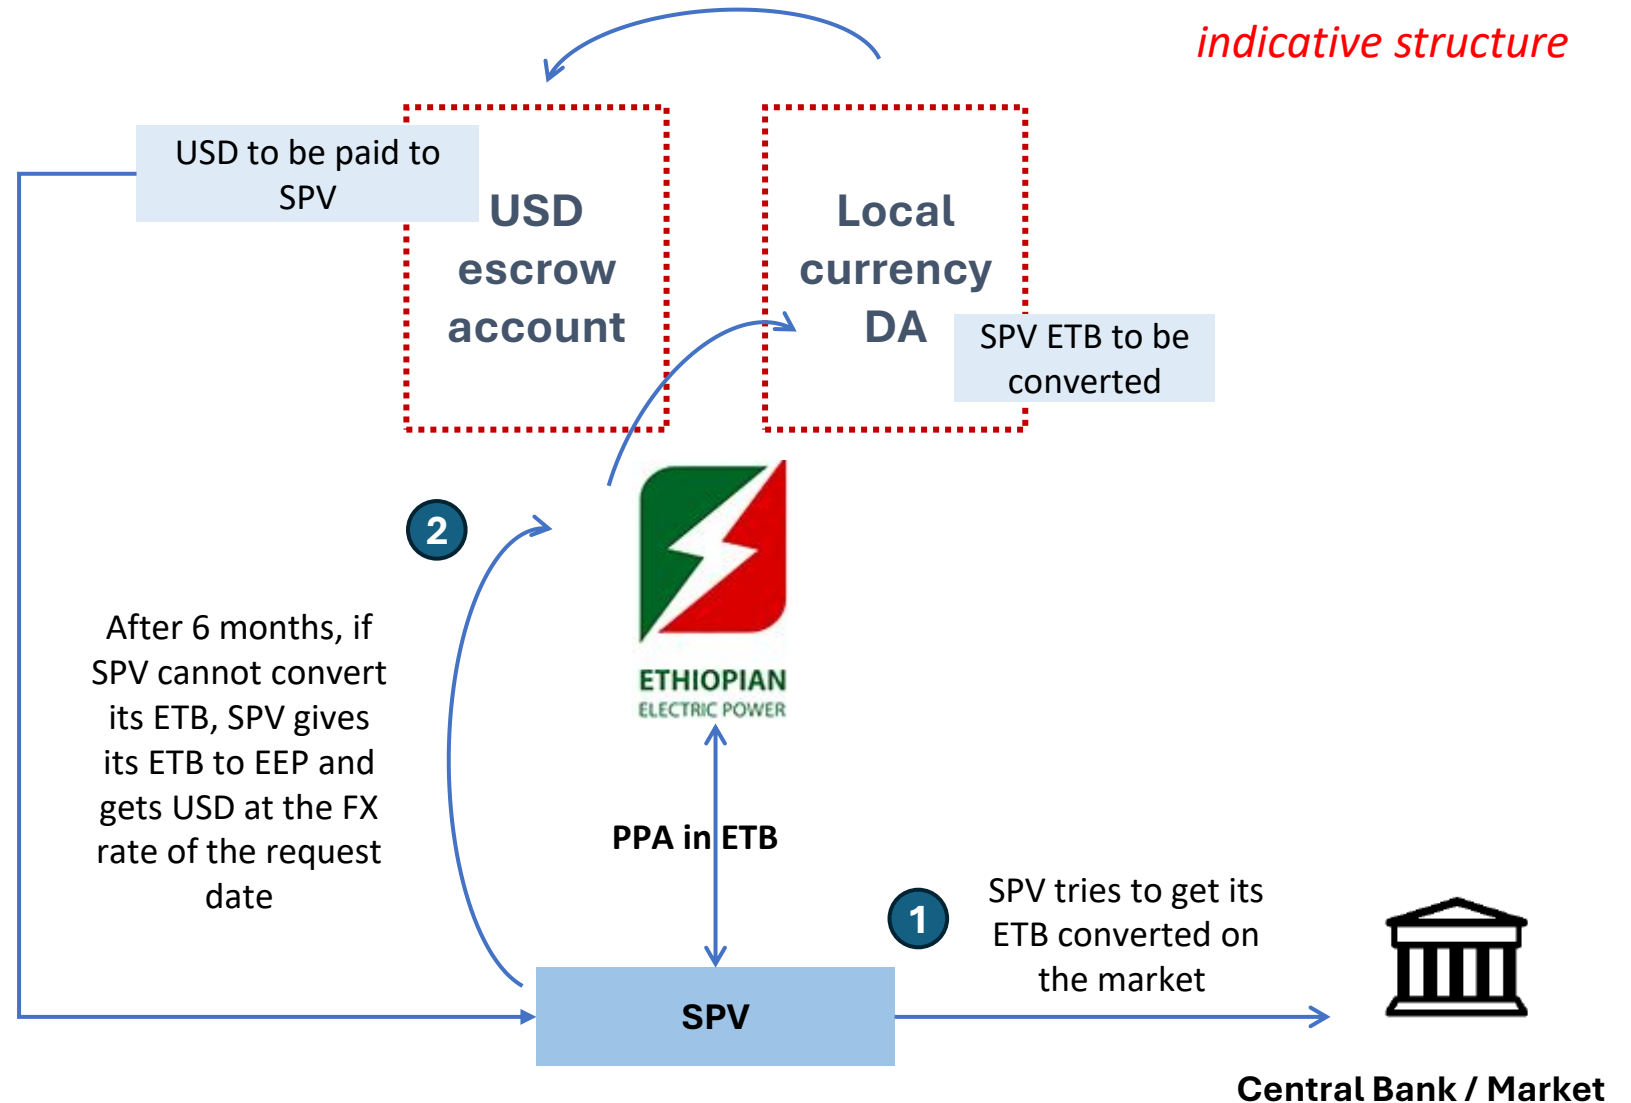 indicative structure
USD to be paid to
SPV
USD
escrow
account
Local
currency
DA
SPV ETB to be
converted
2
After 6 months, if
SPV cannot convert
its ETB, SPV gives
its ETB to EEP and
gets USD at the FX
rate of the request
date
ETHIOPIAN
ELECTRIC POWER
PPA in ETB
1
SPV tries to get its
ETB converted on
the market
SPV
Central Bank / Market